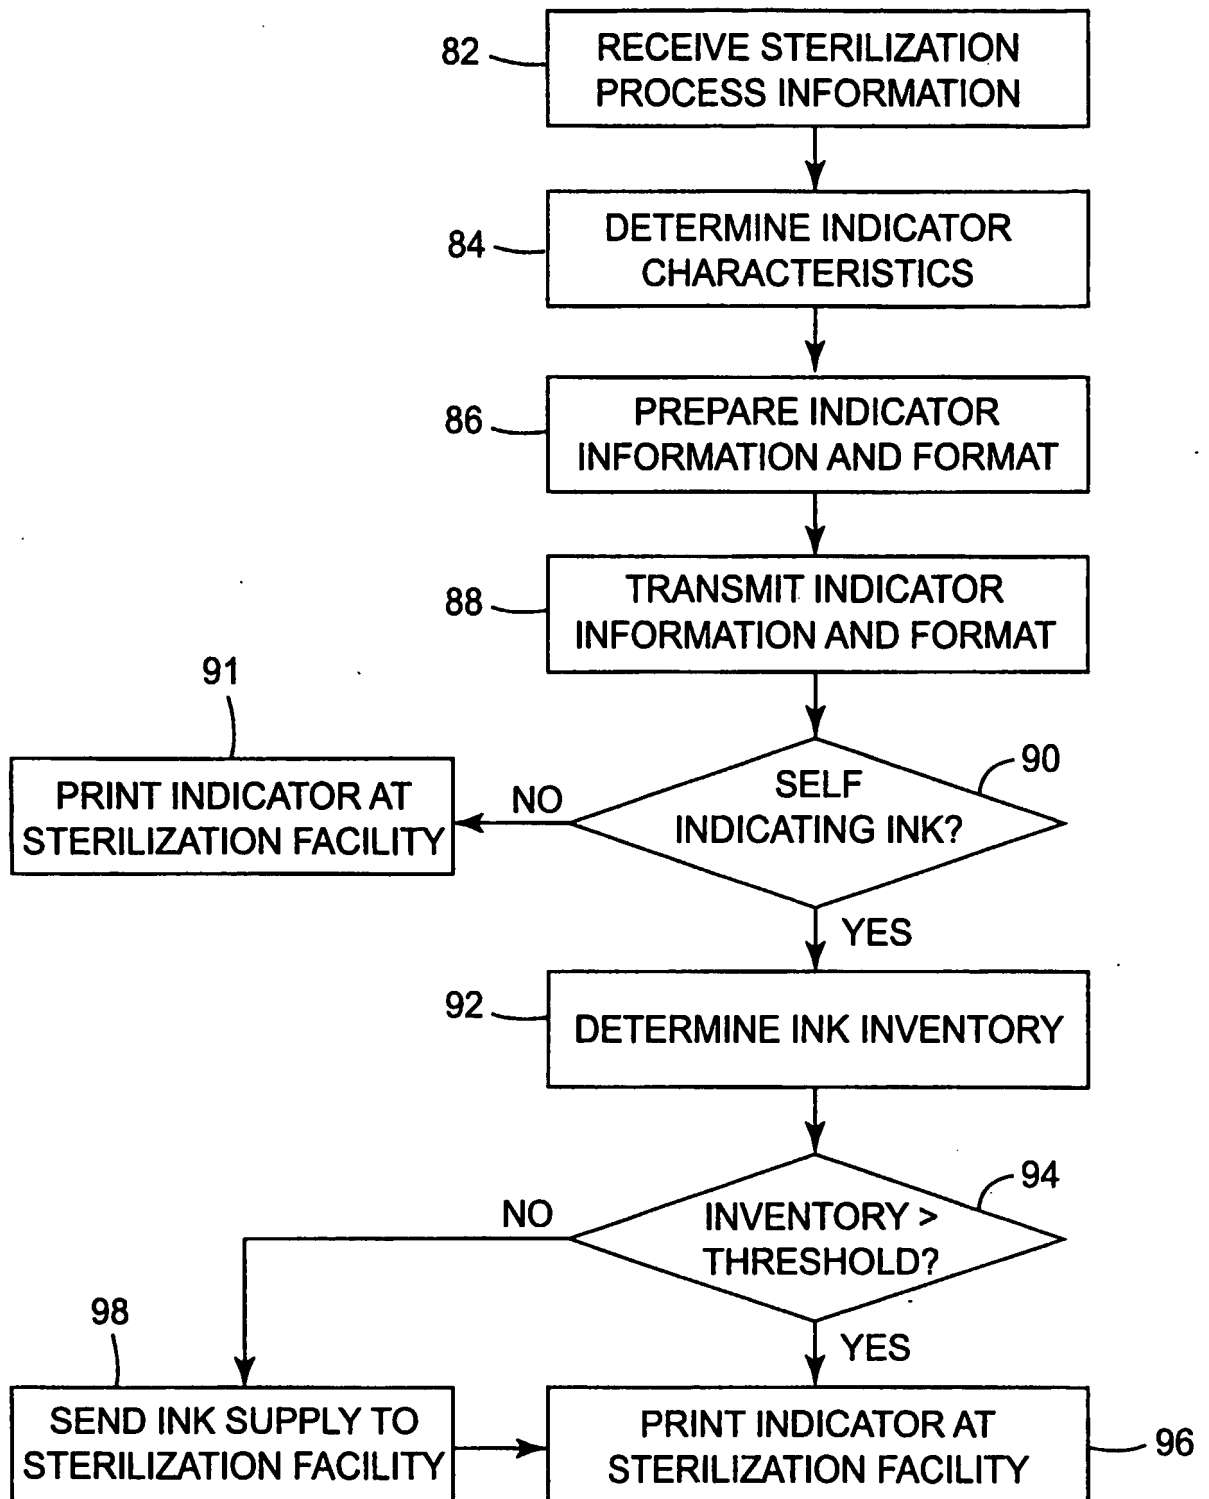 82
RECEIVE STERILIZATION
PROCESS INFORMATION
84
DETERMINE INDICATOR
CHARACTERISTICS
86
PREPARE INDICATOR
INFORMATION AND FORMAT
88
TRANSMIT INDICATOR
INFORMATION AND FORMAT
91
PRINT INDICATOR AT
STERILIZATION FACILITY
NO
90
SELF
INDICATING INK?
YES
92
DETERMINE INK INVENTORY
94
NO
INVENTORY >
THRESHOLD?
YES
98
SEND INK SUPPLY TO
STERILIZATION FACILITY
PRINT INDICATOR AT
STERILIZATION FACILITY
96